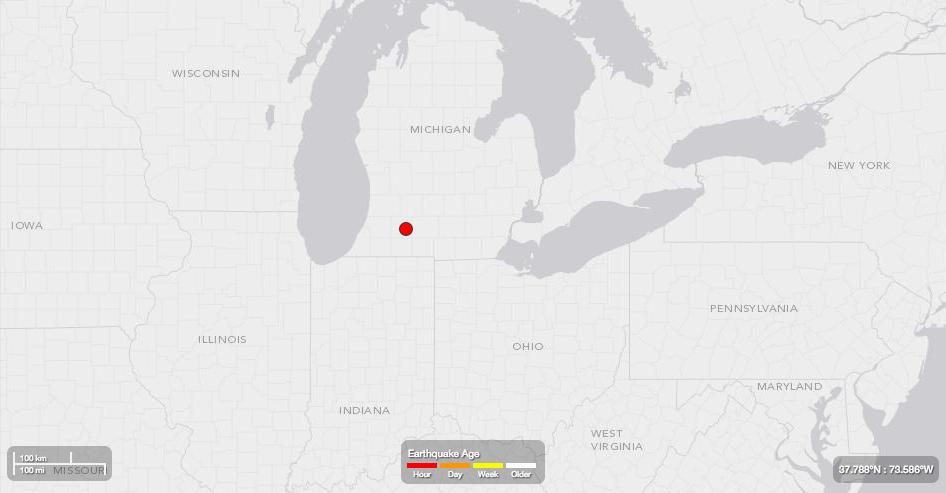 WISCONSIN
MICHIGAN
NEW YORK
IOWA
PENNSYLVANIA
ILLINOIS
OHIO
MARYLAND
INDIANA
WEST
VIRGINIA
100 km
100 mi
MISSOURI
Earthquake Age
Hour Day Week Older
37.788°N : 73.586°W